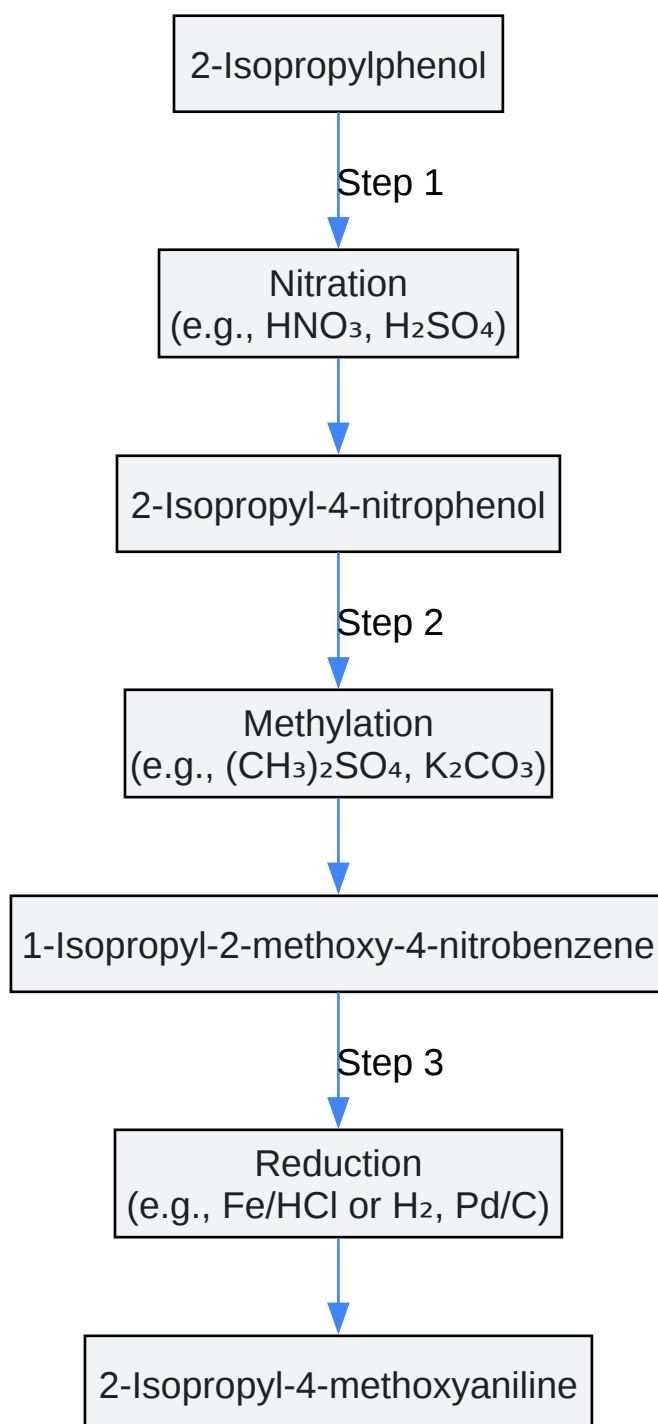 2-Isopropylphenol
Step 1
Nitration
(e.g., HNO₃, H₂SO₄)
2-Isopropyl-4-nitrophenol
Step 2
Methylation
(e.g., (CH₃)₂SO₄, K₂CO₃)
1-Isopropyl-2-methoxy-4-nitrobenzene
Step 3
Reduction
(e.g., Fe/HCl or H₂, Pd/C)
2-Isopropyl-4-methoxyaniline